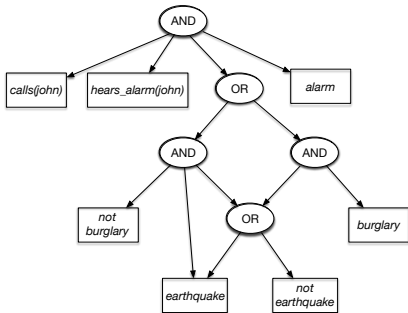 AND
calls(john)
hears_alarm(john)
OR
alarm
AND
AND
not
burglary
OR
burglary
earthquake
not
earthquake